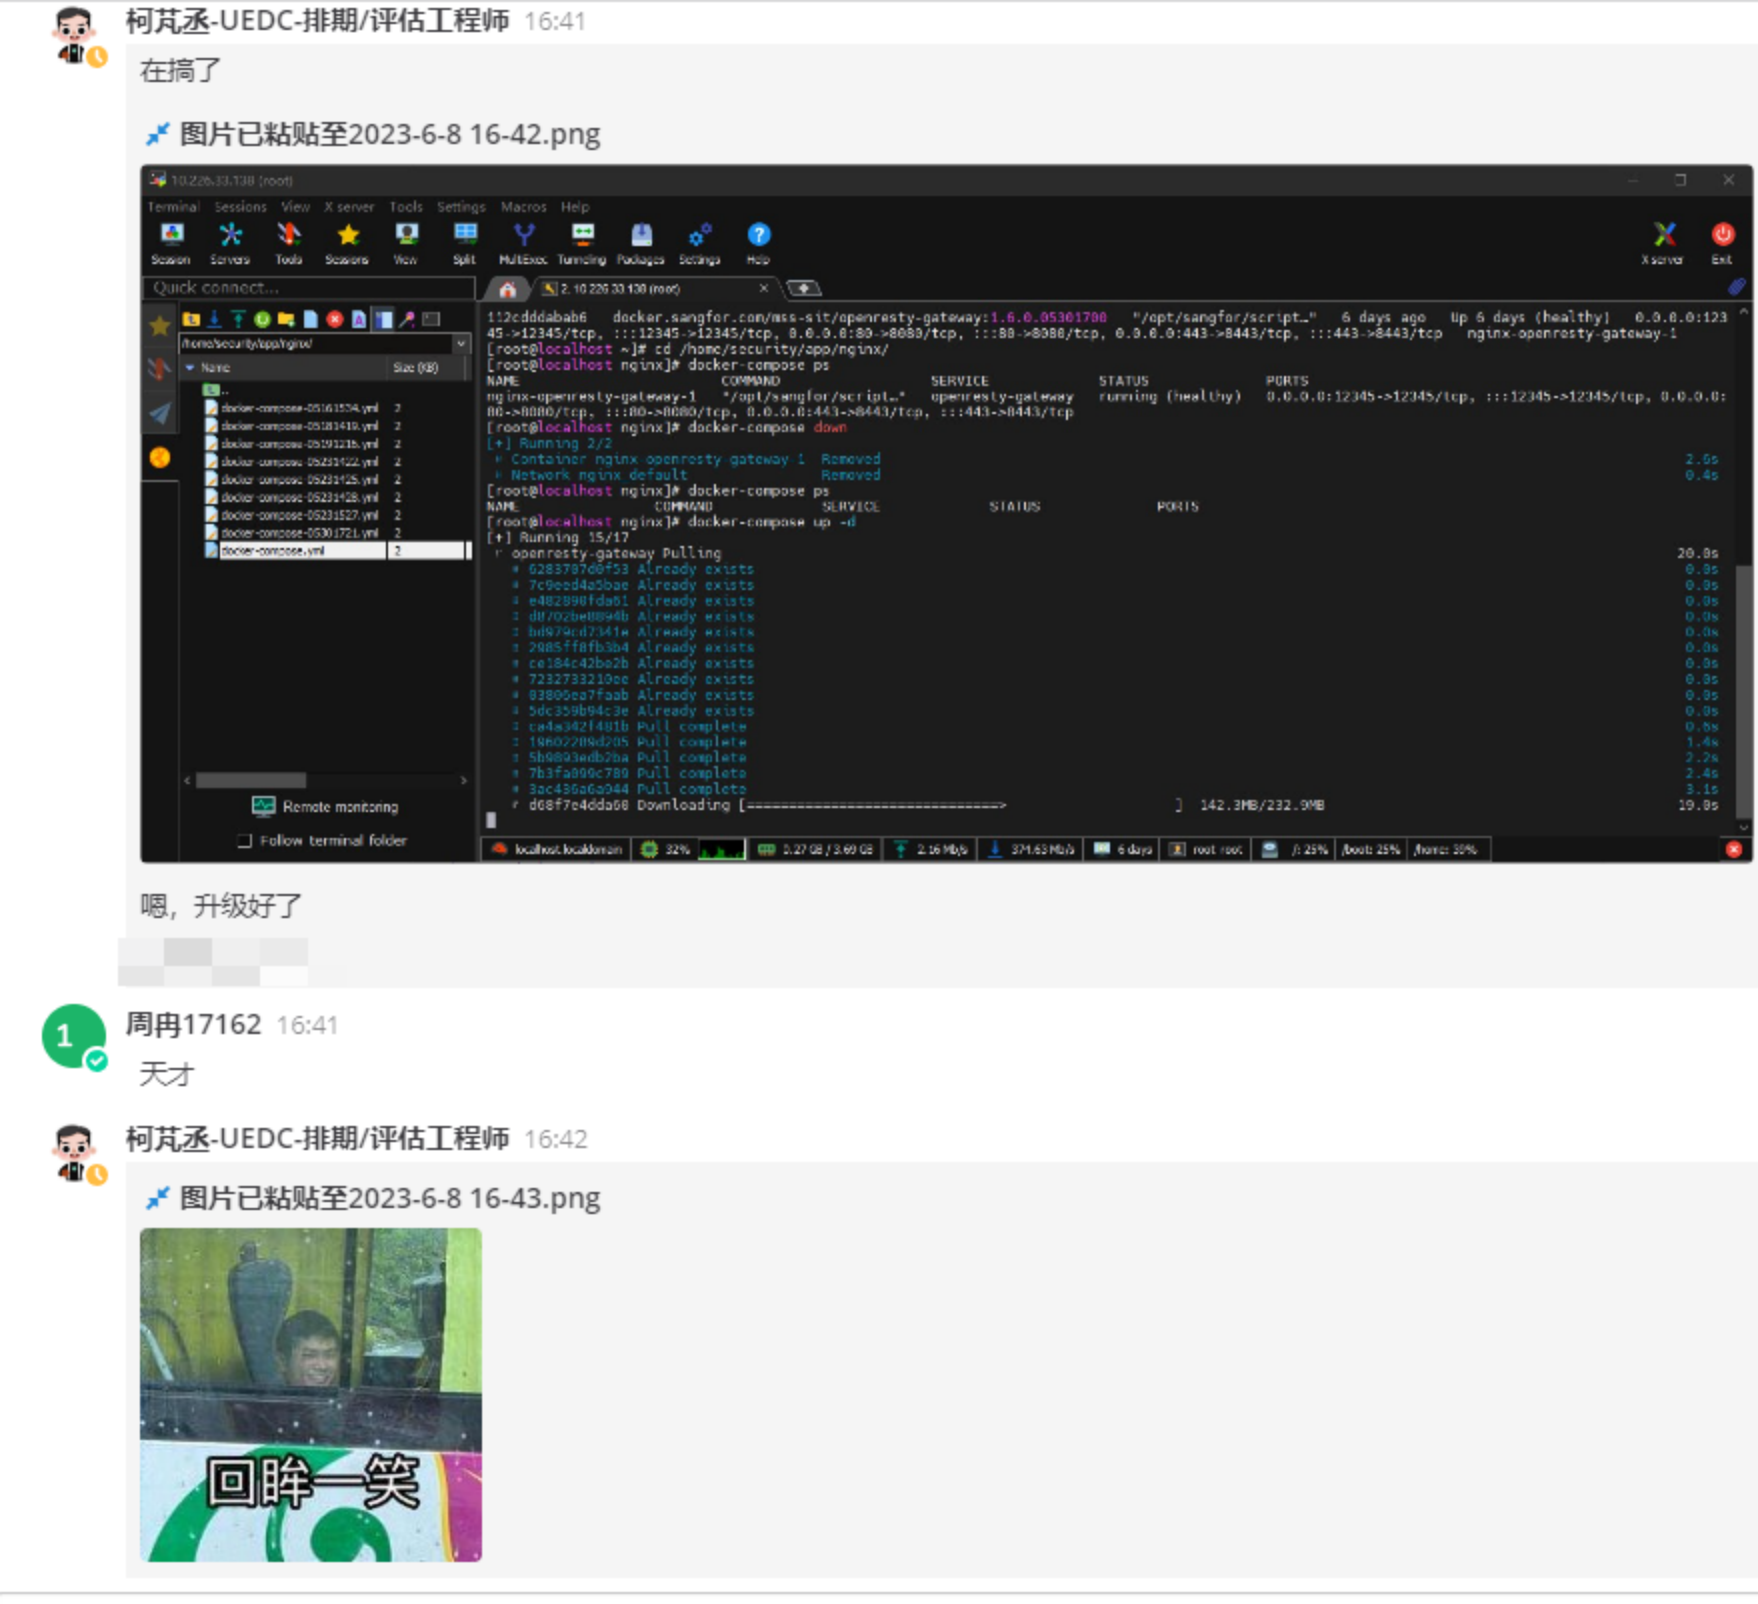 柯芃丞-UEDC-排期/评估工程师 16:41
在搞了
图片已粘贴至2023-6-8 16-42.png
10.226.33.138 (root)
Terminal Sessions View X server Tools Settings Macros Help
Session Servers Tools Sessions View Split MultiExec Tunneling Packages Settings Help X server Exit
Quick connect...
2. 10.226.33.138 (root)
/home/security/app/nginx/
Name Size (KB)
..
docker-compose-05161534.yml 2
docker-compose-05181419.yml 2
docker-compose-05191215.yml 2
docker-compose-05231422.yml 2
docker-compose-05231425.yml 2
docker-compose-05231428.yml 2
docker-compose-05231527.yml 2
docker-compose-05301721.yml 2
docker-compose.yml 2
Remote monitoring
Follow terminal folder
112cdddabab6 docker.sangfor.com/mss-sit/openresty-gateway:1.6.0.05301700 "/opt/sangfor/script…" 6 days ago Up 6 days (healthy) 0.0.0.0:123
45->12345/tcp, :::12345->12345/tcp, 0.0.0.0:80->8080/tcp, :::80->8080/tcp, 0.0.0.0:443->8443/tcp, :::443->8443/tcp nginx-openresty-gateway-1
[root@localhost ~]# cd /home/security/app/nginx/
[root@localhost nginx]# docker-compose ps
NAME COMMAND SERVICE STATUS PORTS
nginx-openresty-gateway-1 "/opt/sangfor/script…" openresty-gateway running (healthy) 0.0.0.0:12345->12345/tcp, :::12345->12345/tcp, 0.0.0.0:
80->8080/tcp, :::80->8080/tcp, 0.0.0.0:443->8443/tcp, :::443->8443/tcp
[root@localhost nginx]# docker-compose down
[+] Running 2/2
Container nginx-openresty-gateway-1 Removed 2.6s
Network nginx_default Removed 0.4s
[root@localhost nginx]# docker-compose ps
NAME COMMAND SERVICE STATUS PORTS
[root@localhost nginx]# docker-compose up -d
[+] Running 15/17
openresty-gateway Pulling 20.0s
6283707d0f53 Already exists 0.0s
7c9eed4a5bae Already exists 0.0s
e482890fda61 Already exists 0.0s
d8702be8894b Already exists 0.0s
bd979cd7341e Already exists 0.0s
2985ff8fb3b4 Already exists 0.0s
ce184c42be2b Already exists 0.0s
7232733210ee Already exists 0.0s
03806ea7faab Already exists 0.0s
5dc359b94c3e Already exists 0.0s
ca4a342f481b Pull complete 0.6s
19602209d205 Pull complete 1.4s
5b9893edb2ba Pull complete 2.2s
7b3fa099c789 Pull complete 2.4s
3ac436a6a944 Pull complete 3.1s
d68f7e4dda60 Downloading [==============================> ] 142.3MB/232.9MB 19.0s
localhost.localdomain 32% 0.27 GB / 3.69 GB 2.16 Mb/s 371.63 Mb/s 6 days root root /: 25% /boot: 25% /home: 39%
嗯，升级好了
周冉17162 16:41
1
天才
柯芃丞-UEDC-排期/评估工程师 16:42
图片已粘贴至2023-6-8 16-43.png
回眸一笑